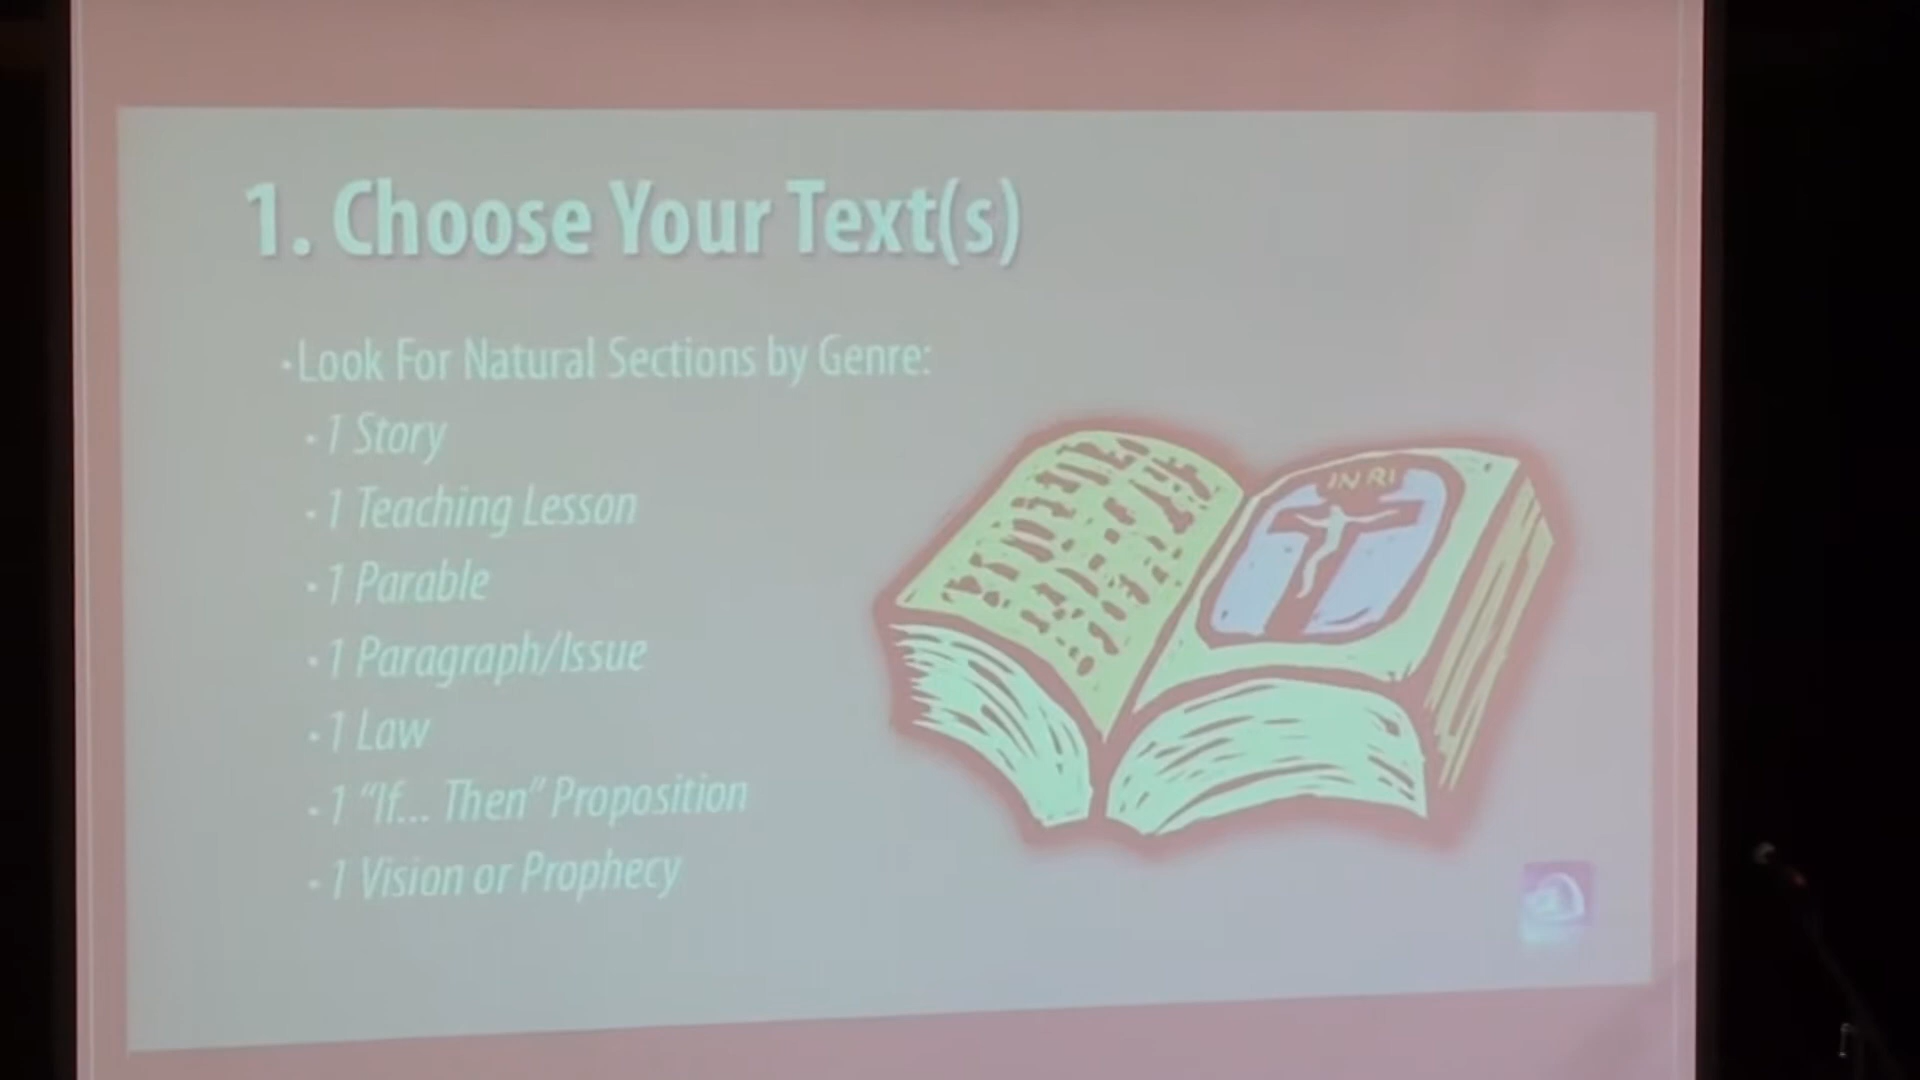 1. Choose Your Text(s)
•Look For Natural Sections by Genre:
• 1 Story
• 1 Teaching Lesson
• 1 Parable
• 1 Paragraph/Issue
• 1 Law
• 1 “If... Then” Proposition
• 1 Vision or Prophecy
INRI